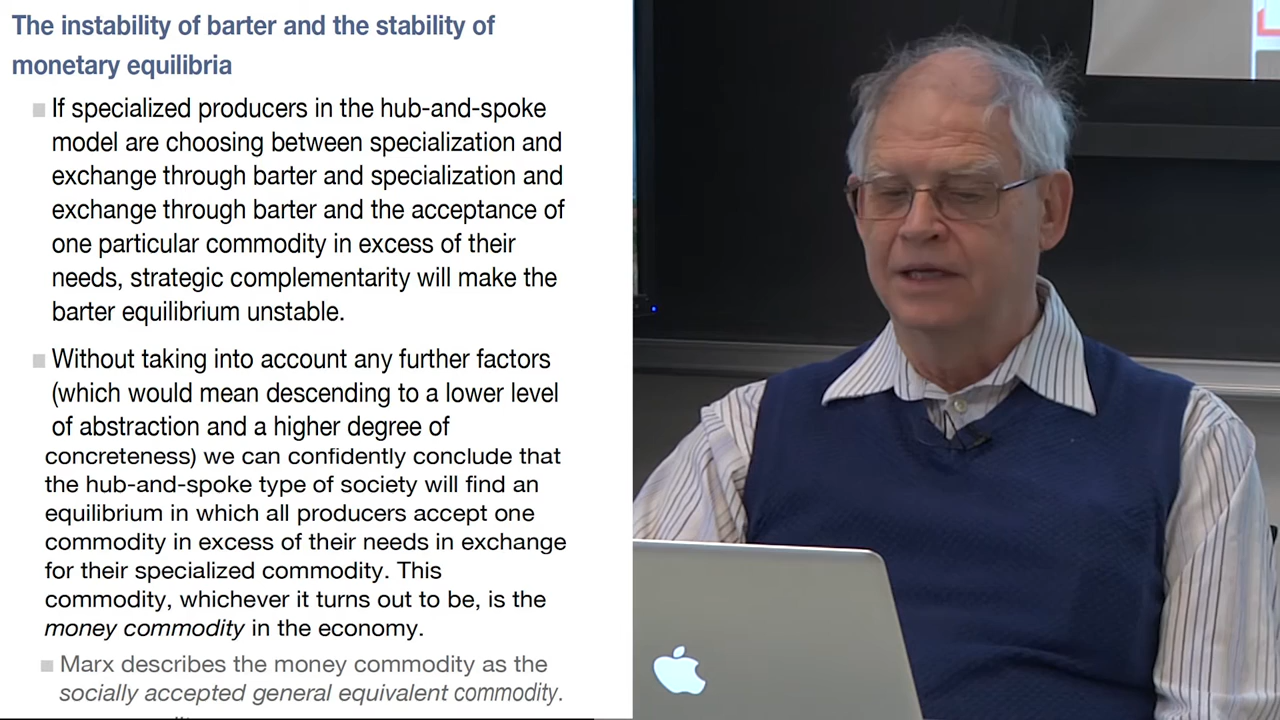 The instability of barter and the stability of
monetary equilibria
If specialized producers in the hub-and-spoke
model are choosing between specialization and
exchange through barter and specialization and
exchange through barter and the acceptance of
one particular commodity in excess of their
needs, strategic complementarity will make the
barter equilibrium unstable.
Without taking into account any further factors
(which would mean descending to a lower level
of abstraction and a higher degree of
concreteness) we can confidently conclude that
the hub-and-spoke type of society will find an
equilibrium in which all producers accept one
commodity in excess of their needs in exchange
for their specialized commodity. This
commodity, whichever it turns out to be, is the
money commodity in the economy.
Marx describes the money commodity as the
socially accepted general equivalent commodity.